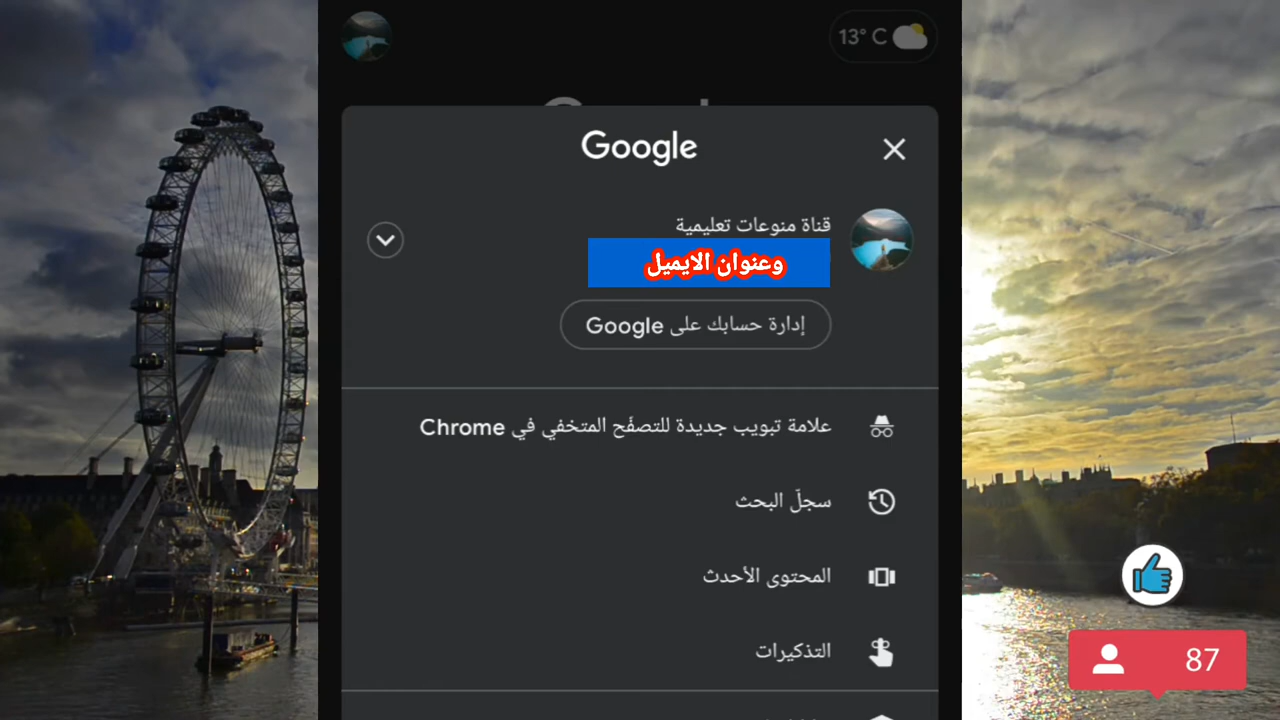 13° C
Google
قناة منوعات تعليمية
وعنوان الايميل
إدارة حسابك على Google
علامة تبويب جديدة للتصفّح المتخفي في Chrome
سجلّ البحث
المحتوى الأحدث
التذكيرات
87